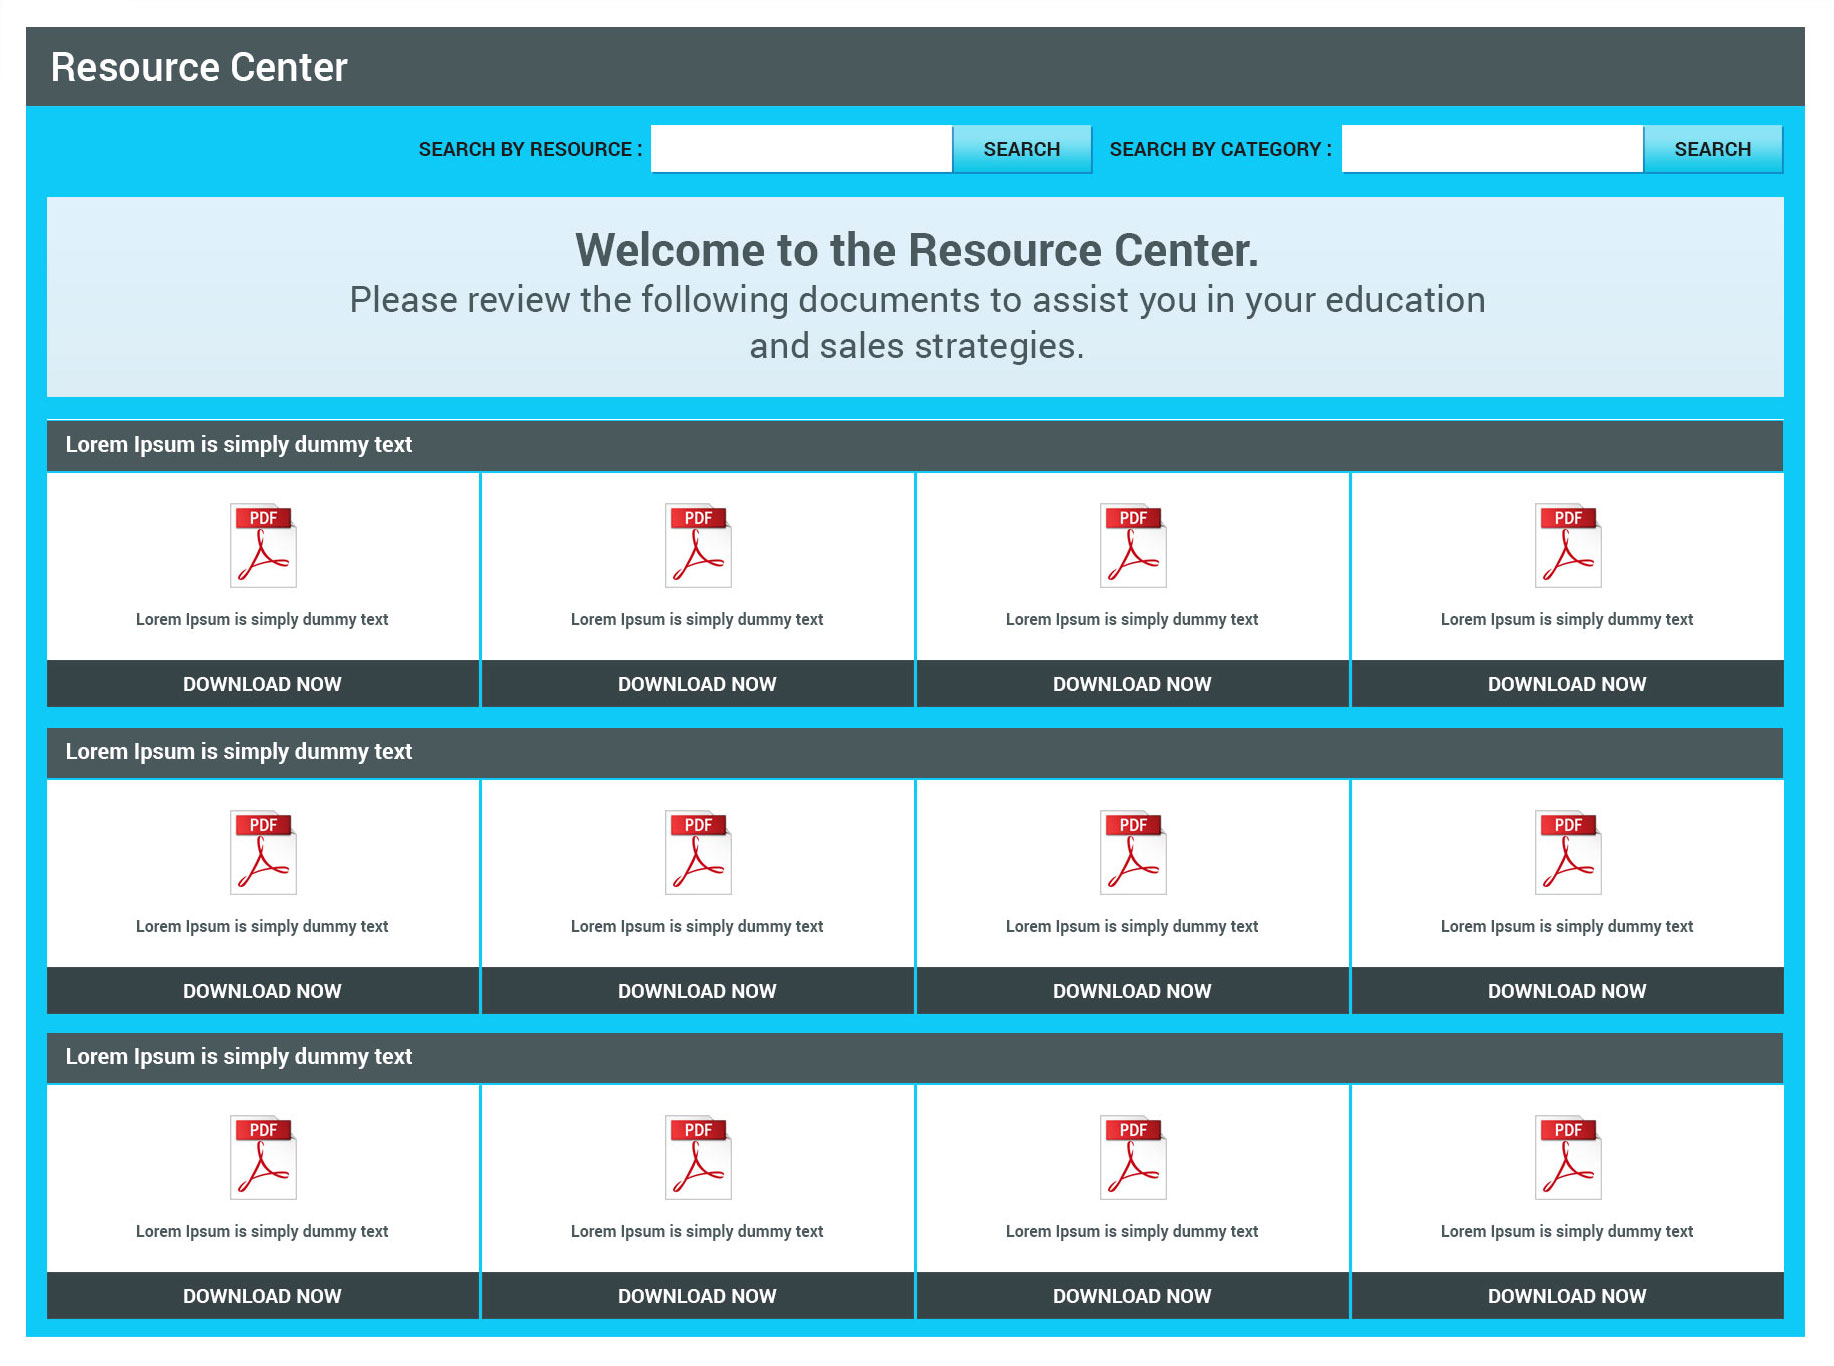 Resource Center
SEARCH BY RESOURCE : SEARCH SEARCH BY CATEGORY : SEARCH
Welcome to the Resource Center.
Please review the following documents to assist you in your education
and sales strategies.
Lorem Ipsum is simply dummy text
PDF PDF PDF PDF
Lorem Ipsum is simply dummy text Lorem Ipsum is simply dummy text Lorem Ipsum is simply dummy text Lorem Ipsum is simply dummy text
DOWNLOAD NOW DOWNLOAD NOW DOWNLOAD NOW DOWNLOAD NOW
Lorem Ipsum is simply dummy text
PDF PDF PDF PDF
Lorem Ipsum is simply dummy text Lorem Ipsum is simply dummy text Lorem Ipsum is simply dummy text Lorem Ipsum is simply dummy text
DOWNLOAD NOW DOWNLOAD NOW DOWNLOAD NOW DOWNLOAD NOW
Lorem Ipsum is simply dummy text
PDF PDF PDF PDF
Lorem Ipsum is simply dummy text Lorem Ipsum is simply dummy text Lorem Ipsum is simply dummy text Lorem Ipsum is simply dummy text
DOWNLOAD NOW DOWNLOAD NOW DOWNLOAD NOW DOWNLOAD NOW